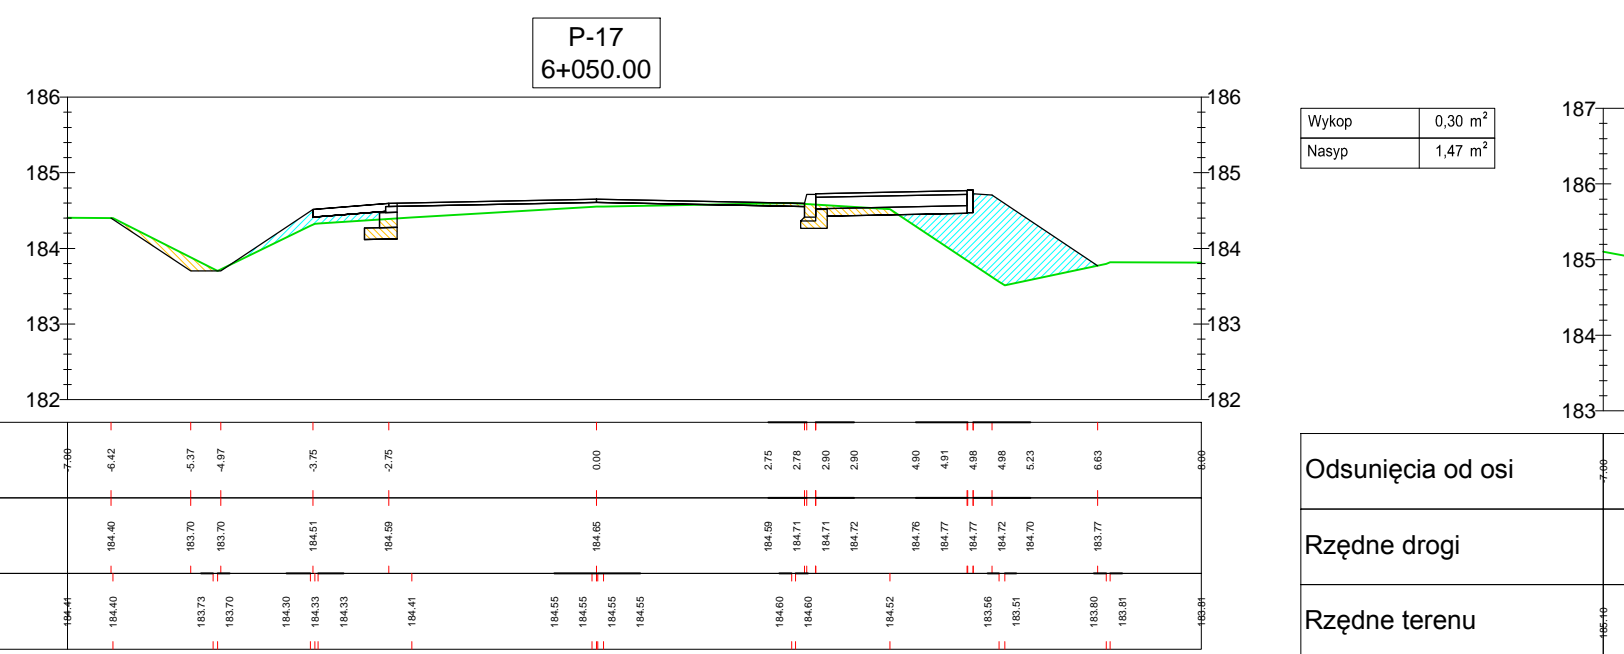 P-17
6+050.00
186
185
184
183
182
186
185
184
183
182
Wykop 0,30 m²
Nasyp 1,47 m²
187
186
185
184
183
-7.00 -6.42 -5.37 -4.97 -3.75 -2.75 0.00 2.75 2.78 2.90 2.90 4.90 4.91 4.98 4.98 5.23 6.63 8.00
184.40 183.70 183.70 184.51 184.59 184.65 184.59 184.71 184.71 184.72 184.76 184.77 184.77 184.72 184.70 183.77
184.41 184.40 183.73 183.70 184.30 184.33 184.33 184.41 184.55 184.55 184.55 184.55 184.60 184.60 184.52 183.56 183.51 183.80 183.81 183.81
Odsunięcia od osi -7.00
Rzędne drogi
Rzędne terenu 185.10